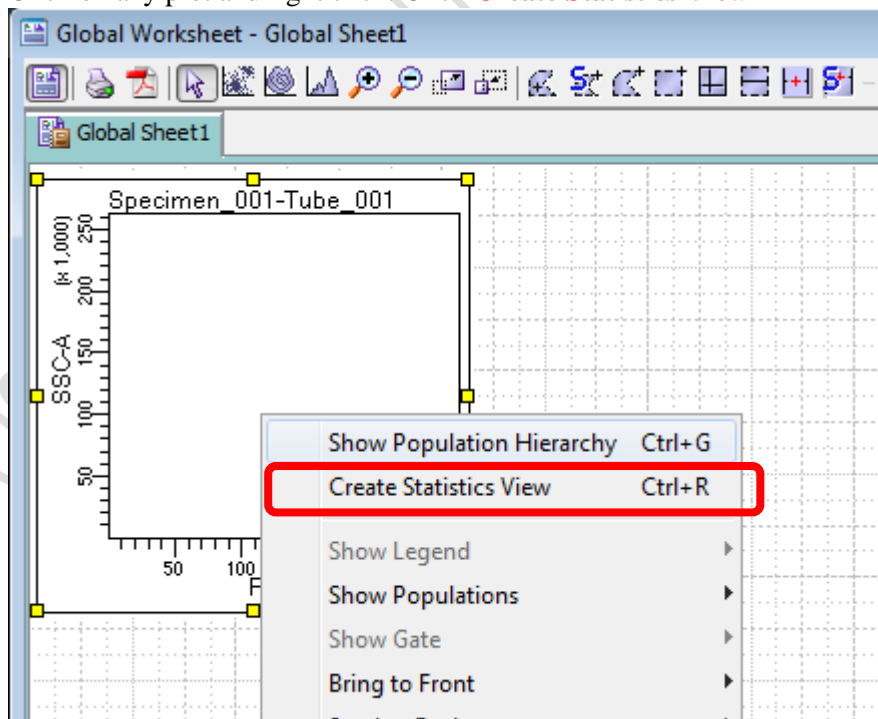 Global Worksheet - Global Sheet1
Global Sheet1
Specimen_001-Tube_001
SSC-A (x 1,000)
250
200
150
100
50
50 100
F
Show Population Hierarchy Ctrl+G
Create Statistics View Ctrl+R
Show Legend
Show Populations
Show Gate
Bring to Front